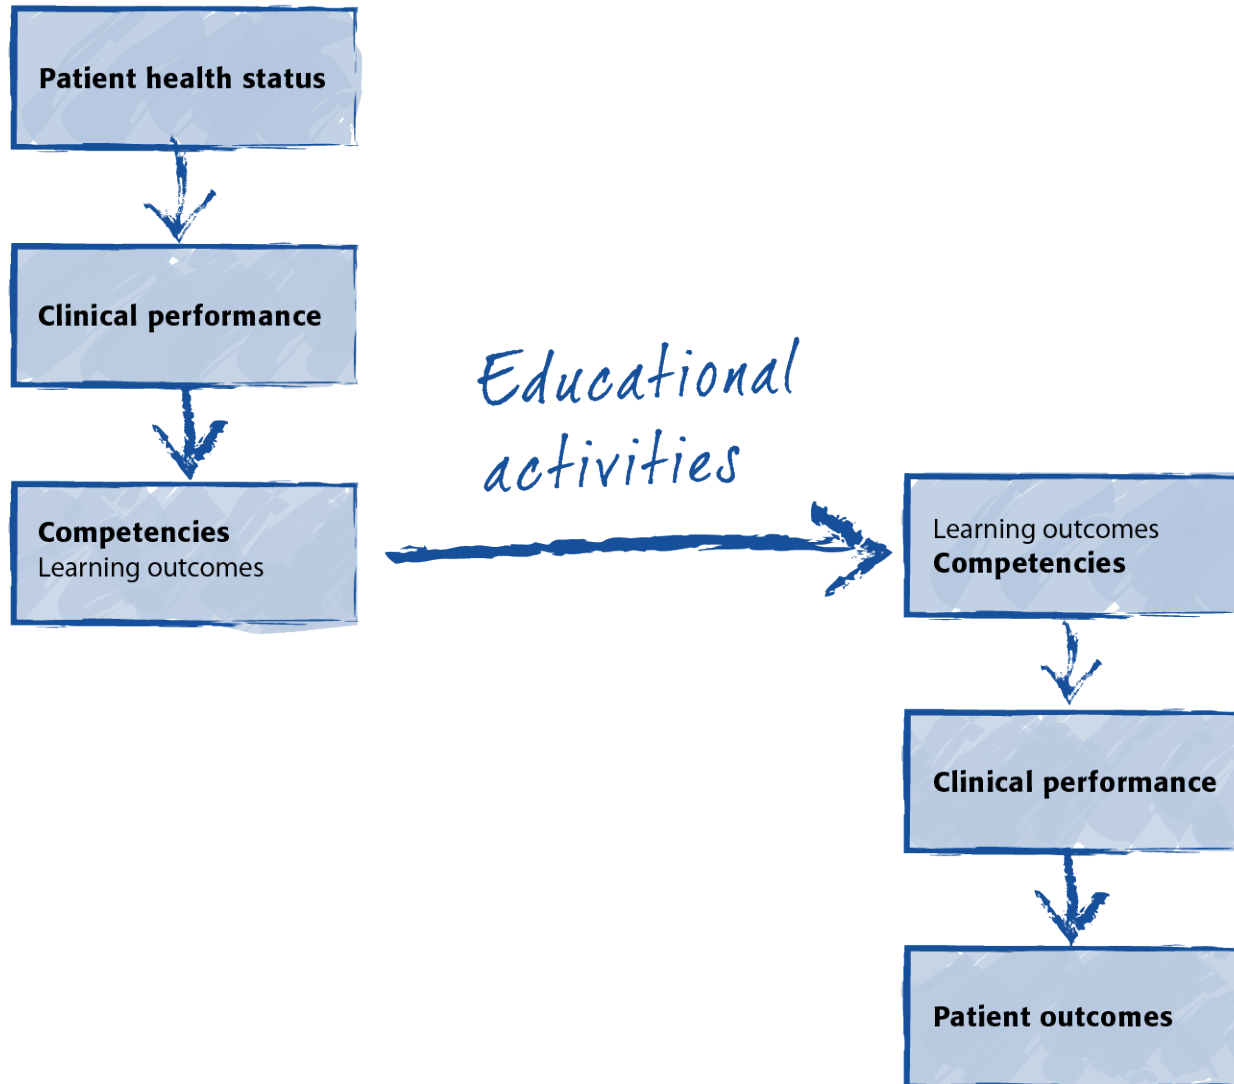 Patient health status
Clinical performance
Competencies
Learning outcomes
Educational
activities
Learning outcomes
Competencies
Clinical performance
Patient outcomes